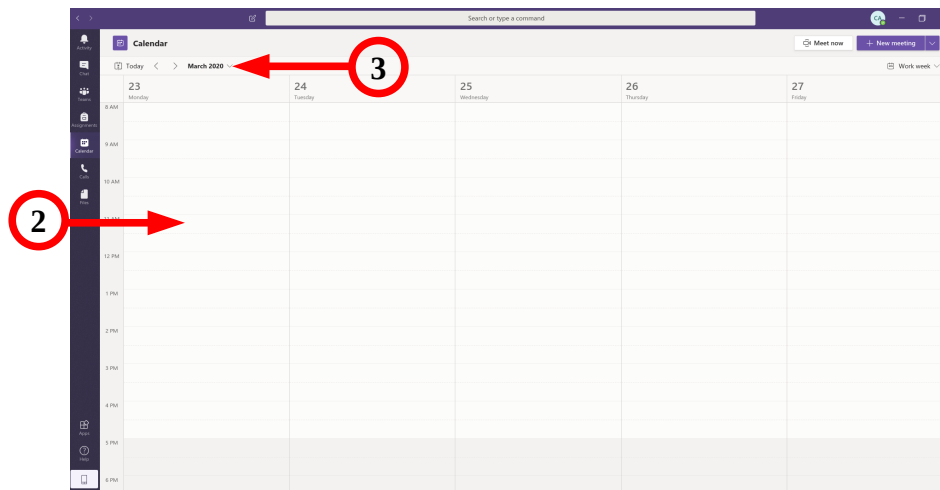 Search or type a command
CA
Activity
Calendar
Meet now
+ New meeting
Chat
Today
March 2020
3
Work week
Teams
23
24
25
26
27
Monday
Tuesday
Wednesday
Thursday
Friday
Assignments
Calendar
9 AM
Calls
10 AM
Files
2
11 AM
12 PM
1 PM
2 PM
3 PM
4 PM
Apps
5 PM
Help
6 PM